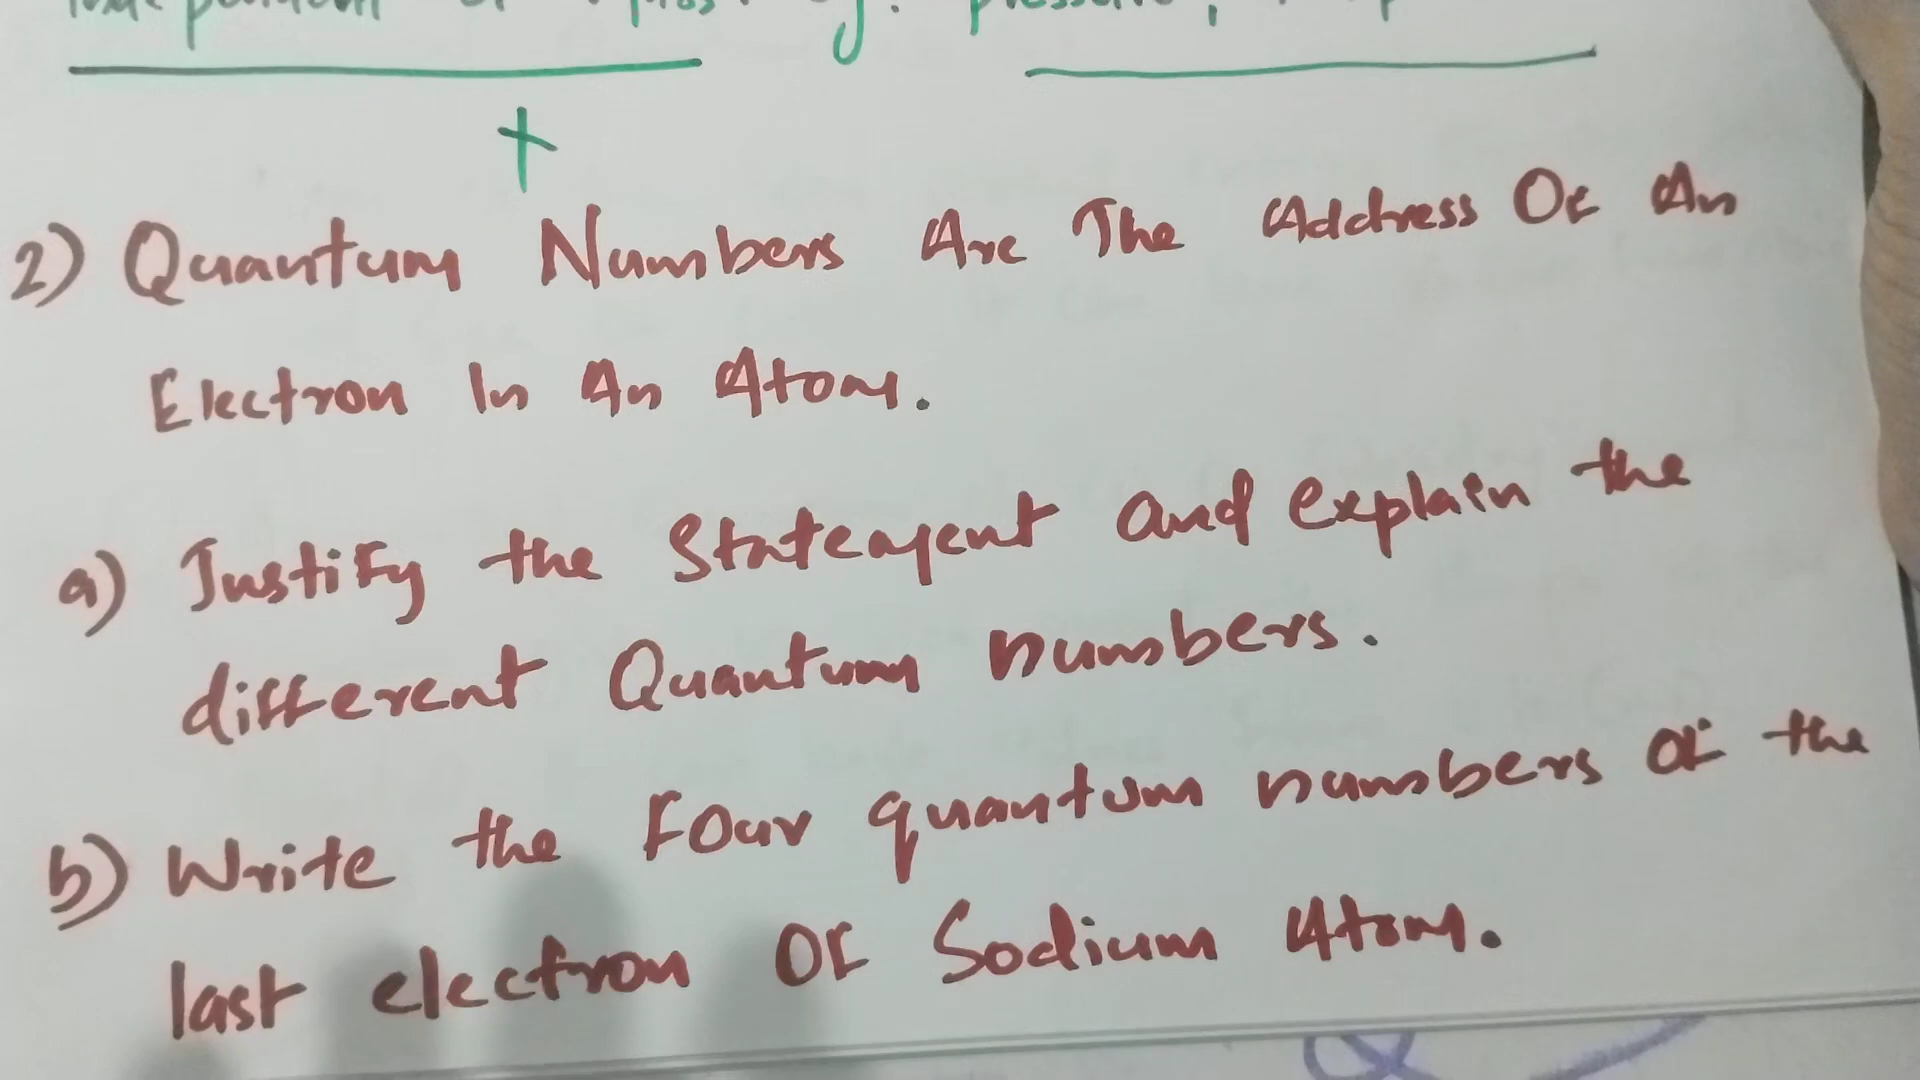 2) Quantum Numbers Are The Address Of An
Electron In An Atom.
a) Justify the Statement and explain the
different Quantum numbers.
b) Write the Four quantum numbers of the
last electron Of Sodium Atom.